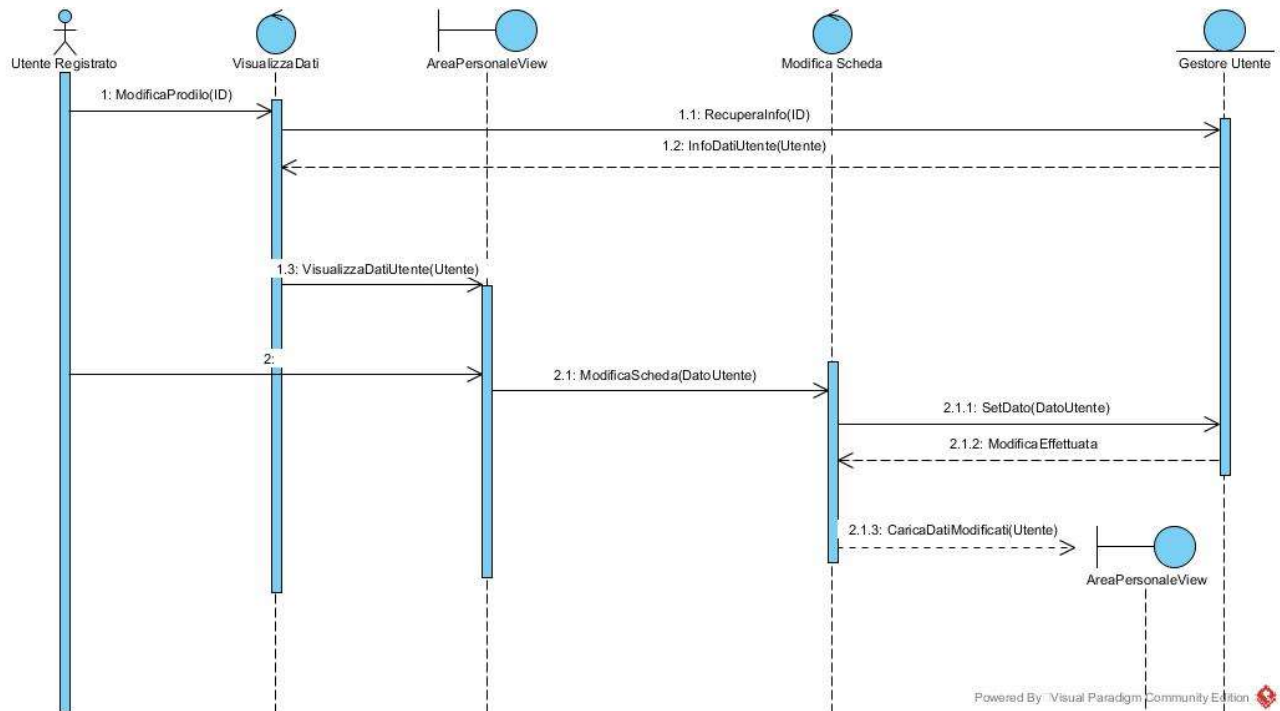 Utente Registrato
VisualizzaDati
AreaPersonaleView
Modifica Scheda
Gestore Utente
1: ModificaProdilo(ID)
1.1: RecuperaInfo(ID)
1.2: InfoDatiUtente(Utente)
1.3: VisualizzaDatiUtente(Utente)
2:
2.1: ModificaScheda(DatoUtente)
2.1.1: SetDato(DatoUtente)
2.1.2: ModificaEffettuata
2.1.3: CaricaDatiModificati(Utente)
AreaPersonaleView
Powered By Visual Paradigm Community Edition